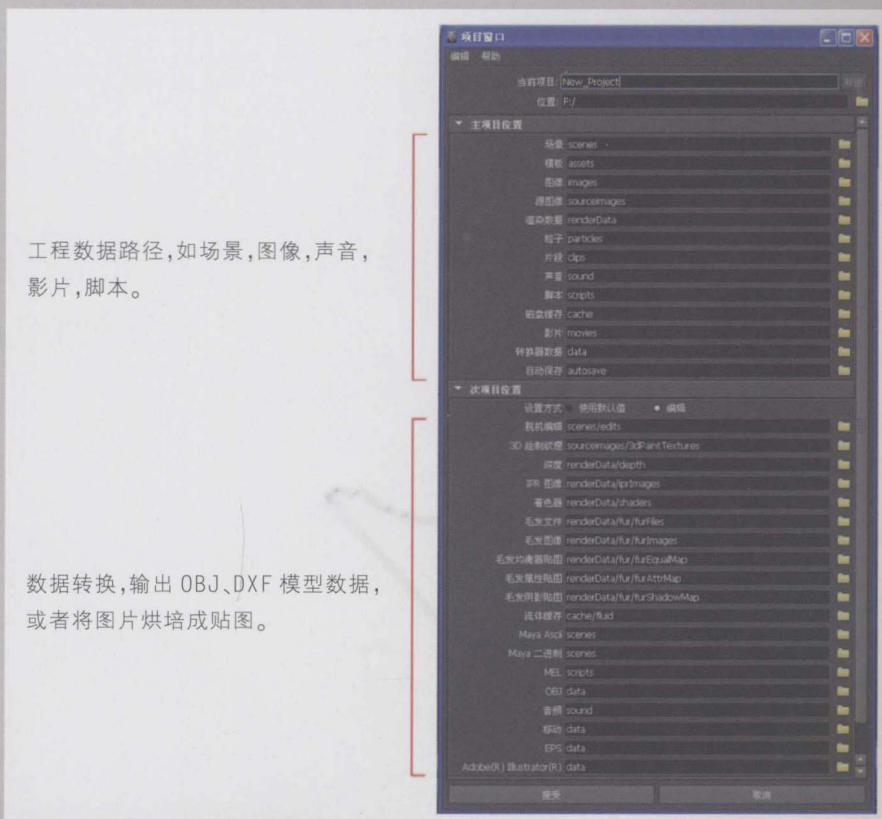 项目窗口
编辑 帮助
当前项目: New_Project
位置: F:/
主项目位置
场景 scenes
模板 assets
图像 images
源图像 sourceimages
渲染数据 renderData
粒子 particles
片段 clips
声音 sound
脚本 scripts
磁盘缓存 cache
影片 movies
转换器数据 data
自动保存 autosave
工程数据路径,如场景,图像,声音,
影片,脚本。
次项目位置
设置方式 使用默认值 编辑
脱机编辑 scenes/edits
3D 绘制纹理 sourceimages/3dPaintTextures
深度 renderData/depth
IPR 图像 renderData/iprImages
着色器 renderData/shaders
毛发文件 renderData/fur/furFiles
毛发图像 renderData/fur/furImages
毛发均衡器贴图 renderData/fur/furEqualMap
毛发属性贴图 renderData/fur/furAttrMap
毛发阴影贴图 renderData/fur/furShadowMap
流体缓存 cache/fluid
Maya Ascii scenes
Maya 二进制 scenes
MEL scripts
OBJ data
音频 sound
移动 data
EPS data
Adobe(R) Illustrator(R) data
接受 取消
数据转换,输出 OBJ、DXF 模型数据,
或者将图片烘培成贴图。